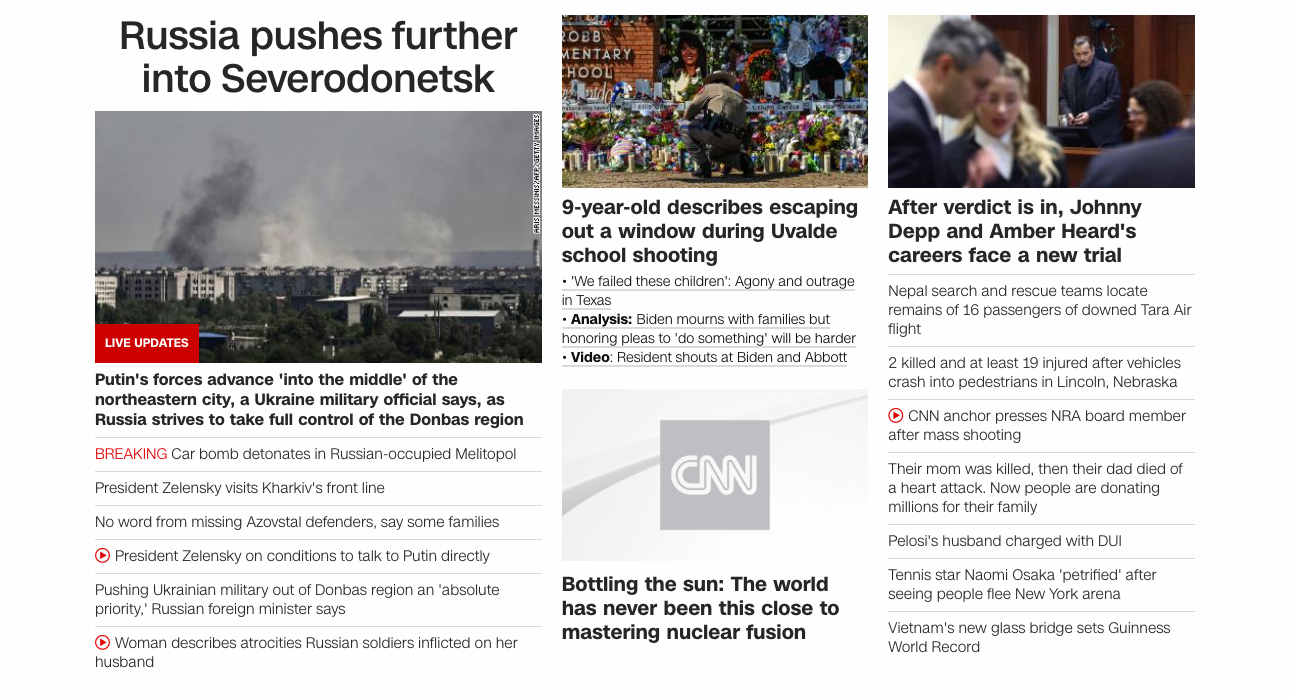 Russia pushes further
into Severodonetsk
ARIS MESSINIS/AFP/GETTY IMAGES
LIVE UPDATES
Putin's forces advance 'into the middle' of the
northeastern city, a Ukraine military official says, as
Russia strives to take full control of the Donbas region
BREAKING Car bomb detonates in Russian-occupied Melitopol
President Zelensky visits Kharkiv's front line
No word from missing Azovstal defenders, say some families
President Zelensky on conditions to talk to Putin directly
Pushing Ukrainian military out of Donbas region an 'absolute
priority,' Russian foreign minister says
Woman describes atrocities Russian soldiers inflicted on her
husband
ROBB
MENTARY
SCHOOL
9-year-old describes escaping
out a window during Uvalde
school shooting
• 'We failed these children': Agony and outrage
in Texas
• Analysis: Biden mourns with families but
honoring pleas to 'do something' will be harder
• Video: Resident shouts at Biden and Abbott
CNN
Bottling the sun: The world
has never been this close to
mastering nuclear fusion
After verdict is in, Johnny
Depp and Amber Heard's
careers face a new trial
Nepal search and rescue teams locate
remains of 16 passengers of downed Tara Air
flight
2 killed and at least 19 injured after vehicles
crash into pedestrians in Lincoln, Nebraska
CNN anchor presses NRA board member
after mass shooting
Their mom was killed, then their dad died of
a heart attack. Now people are donating
millions for their family
Pelosi's husband charged with DUI
Tennis star Naomi Osaka 'petrified' after
seeing people flee New York arena
Vietnam's new glass bridge sets Guinness
World Record